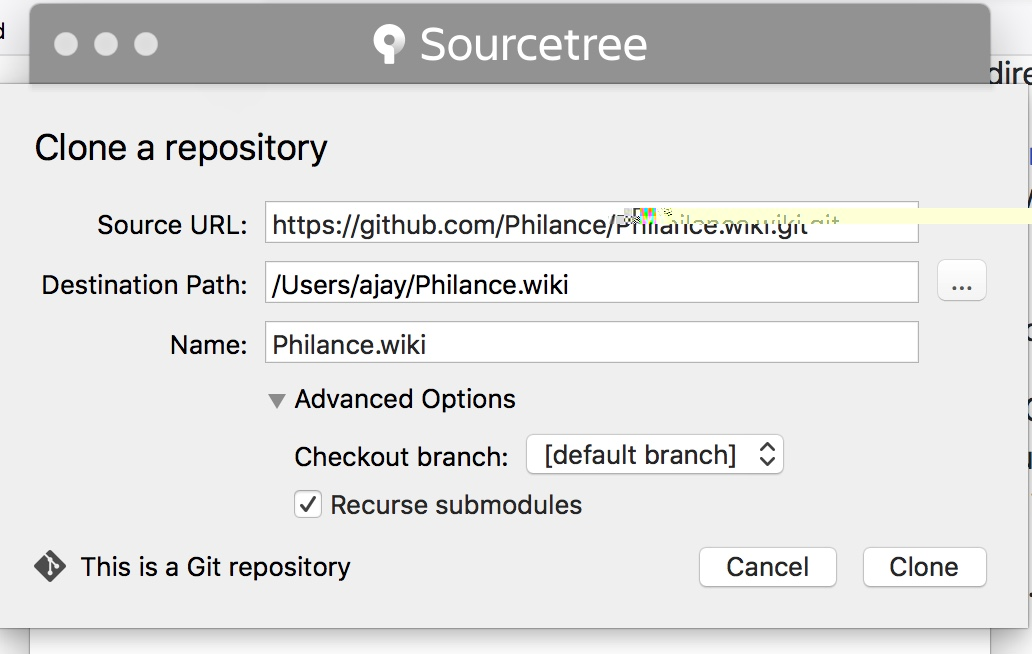 Sourcetree
Clone a repository
Source URL: https://github.com/Philance/Philance.wiki.git
Destination Path: /Users/ajay/Philance.wiki ...
Name: Philance.wiki
Advanced Options
Checkout branch: [default branch]
Recurse submodules
This is a Git repository Cancel Clone